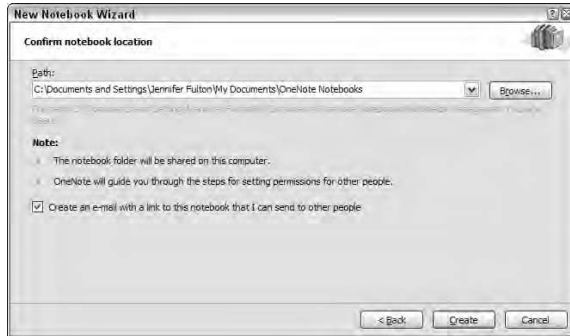 New Notebook Wizard
Confirm notebook location
Path:
C:\Documents and Settings\Jennifer Fulton\My Documents\OneNote Notebooks
Browse...
Note:
The notebook folder will be shared on this computer.
OneNote will guide you through the steps for setting permissions for other people.
Create an e-mail with a link to this notebook that I can send to other people
< Back
Create
Cancel